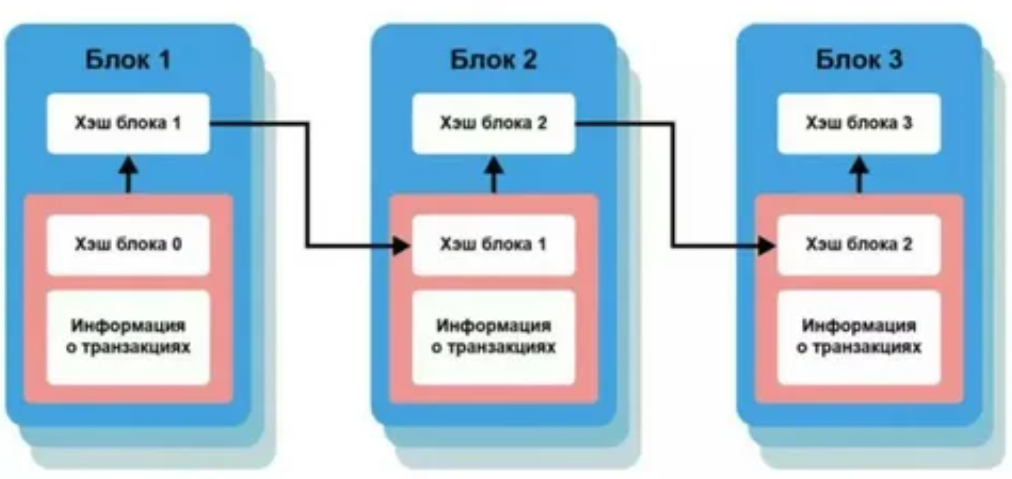 Блок 1
Хэш блока 1
Хэш блока 0
Информация
о транзакциях
Блок 2
Хэш блока 2
Хэш блока 1
Информация
о транзакциях
Блок 3
Хэш блока 3
Хэш блока 2
Информация
о транзакциях